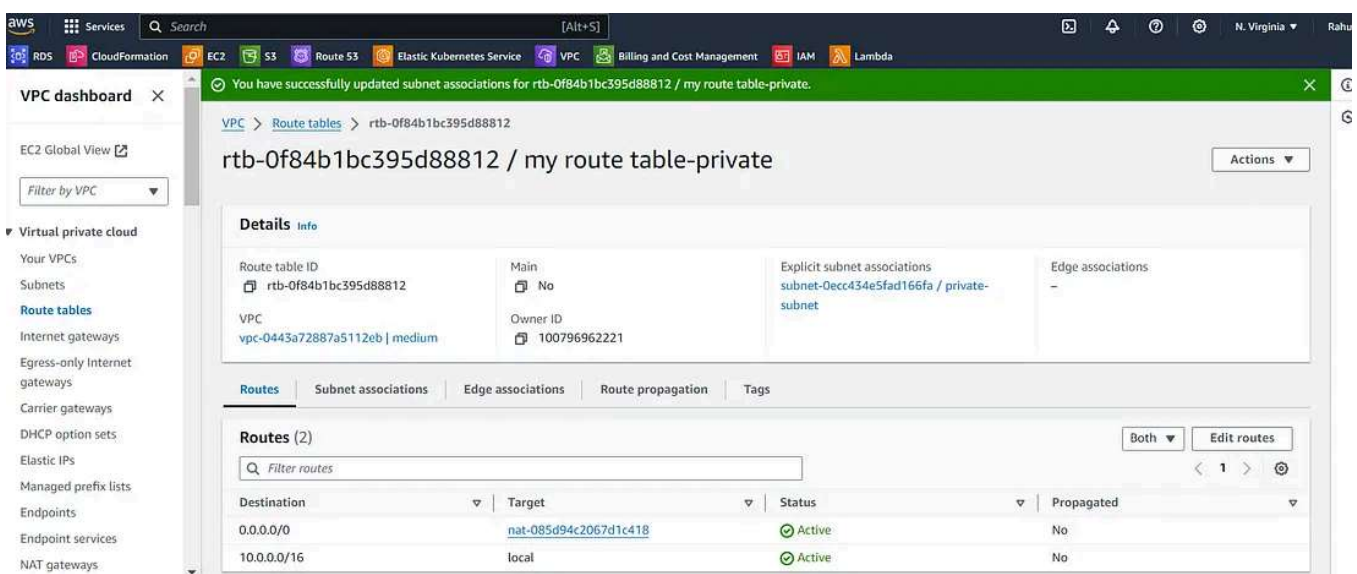 aws Services Search [Alt+S] N. Virginia Rahu
RDS CloudFormation EC2 S3 Route 53 Elastic Kubernetes Service VPC Billing and Cost Management IAM Lambda
VPC dashboard
EC2 Global View
Filter by VPC
Virtual private cloud
Your VPCs
Subnets
Route tables
Internet gateways
Egress-only Internet
gateways
Carrier gateways
DHCP option sets
Elastic IPs
Managed prefix lists
Endpoints
Endpoint services
NAT gateways
You have successfully updated subnet associations for rtb-0f84b1bc395d88812 / my route table-private.
VPC > Route tables > rtb-0f84b1bc395d88812
rtb-0f84b1bc395d88812 / my route table-private
Actions
Details Info
Route table ID
rtb-0f84b1bc395d88812
Main
No
Explicit subnet associations
subnet-0ecc434e5fad166fa / private-
subnet
Edge associations
–
VPC
vpc-0443a72887a5112eb | medium
Owner ID
100796962221
Routes Subnet associations Edge associations Route propagation Tags
Routes (2)
Both Edit routes
Filter routes
< 1 >
Destination Target Status Propagated
0.0.0.0/0 nat-085d94c2067d1c418 Active No
10.0.0.0/16 local Active No